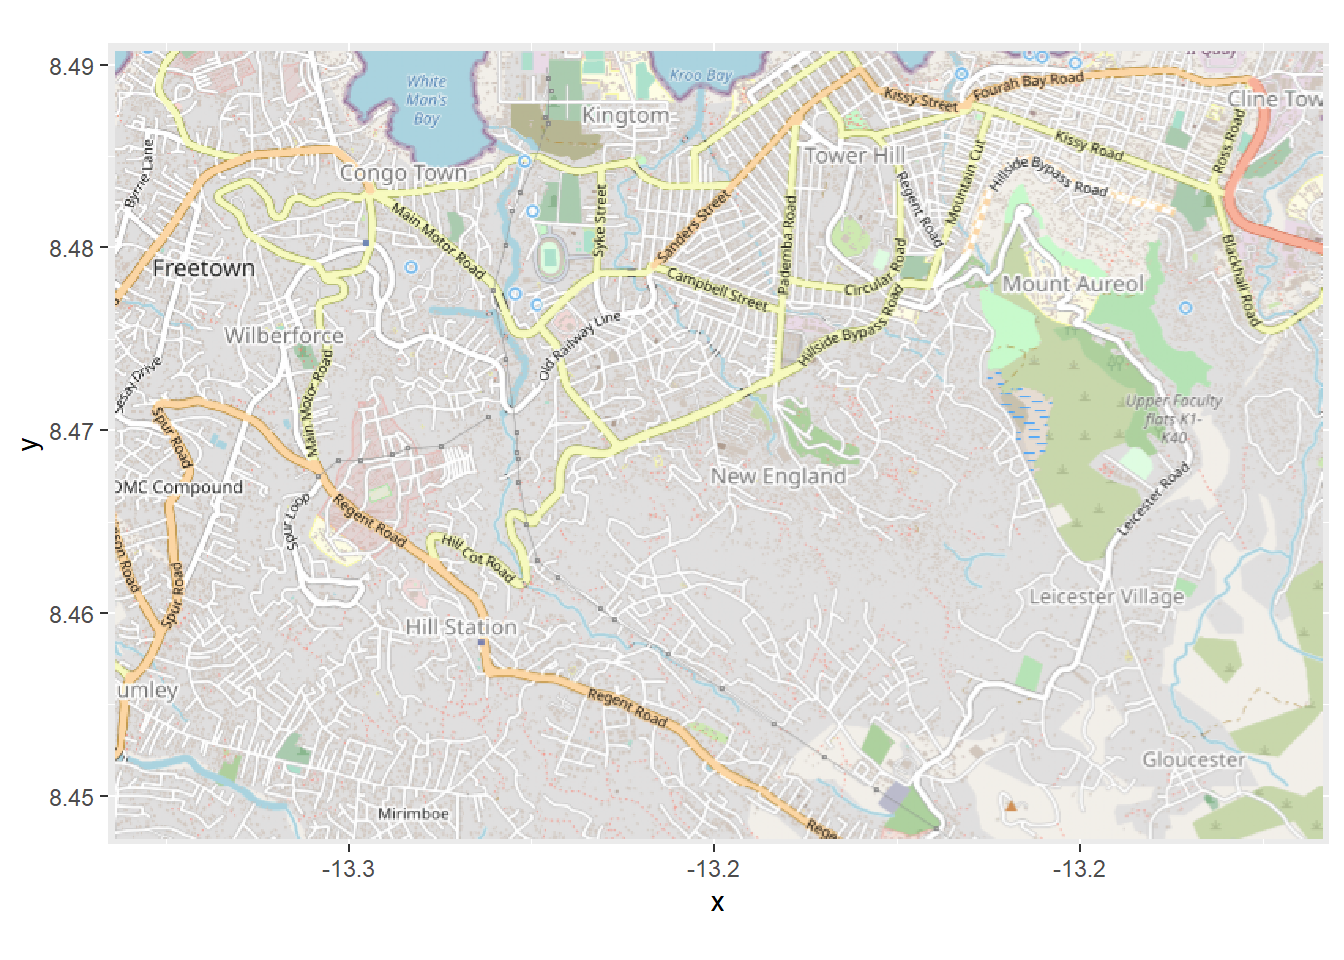 8.49
8.48
8.47
8.46
8.45
y
x
-13.3
-13.2
-13.2
White
Man's
Bay
Kroo Bay
Kingtom
Kissy Street
Fourah Bay Road
Cline Tow
Kissy Road
Ross Road
Byrne Lane
Congo Town
Tower Hill
Regent Road
Mountain Cut
Hillside Bypass Road
Main Motor Road
Syke Street
Sanders Street
Pademba Road
Freetown
Campbell Street
Circular Road
Mount Aureol
Blackhall Road
Wilberforce
Old Railway Line
Hillside Bypass Road
esay Drive
Main Motor Road
Spur Road
Upper Faculty
flats K1-
K40
New England
OMC Compound
Spur Loop
Regent Road
Leicester Road
Hill Cot Road
son Road
Spur Road
Leicester Village
Hill Station
umley
Regent Road
Gloucester
Mirimboe
Rege